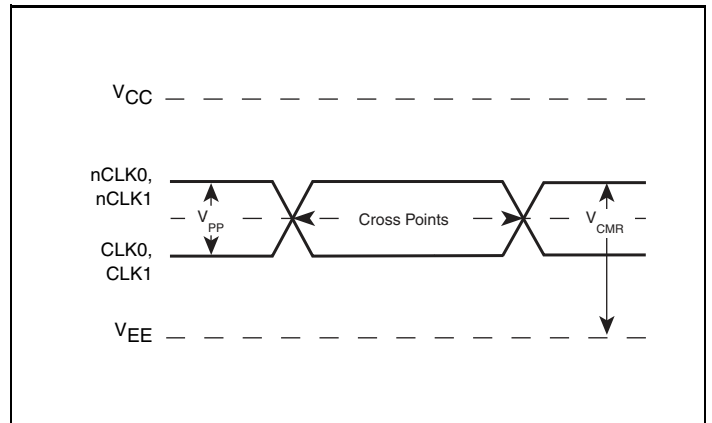 VCC
nCLK0,
nCLK1
VPP
Cross Points
VCMR
CLK0,
CLK1
VEE